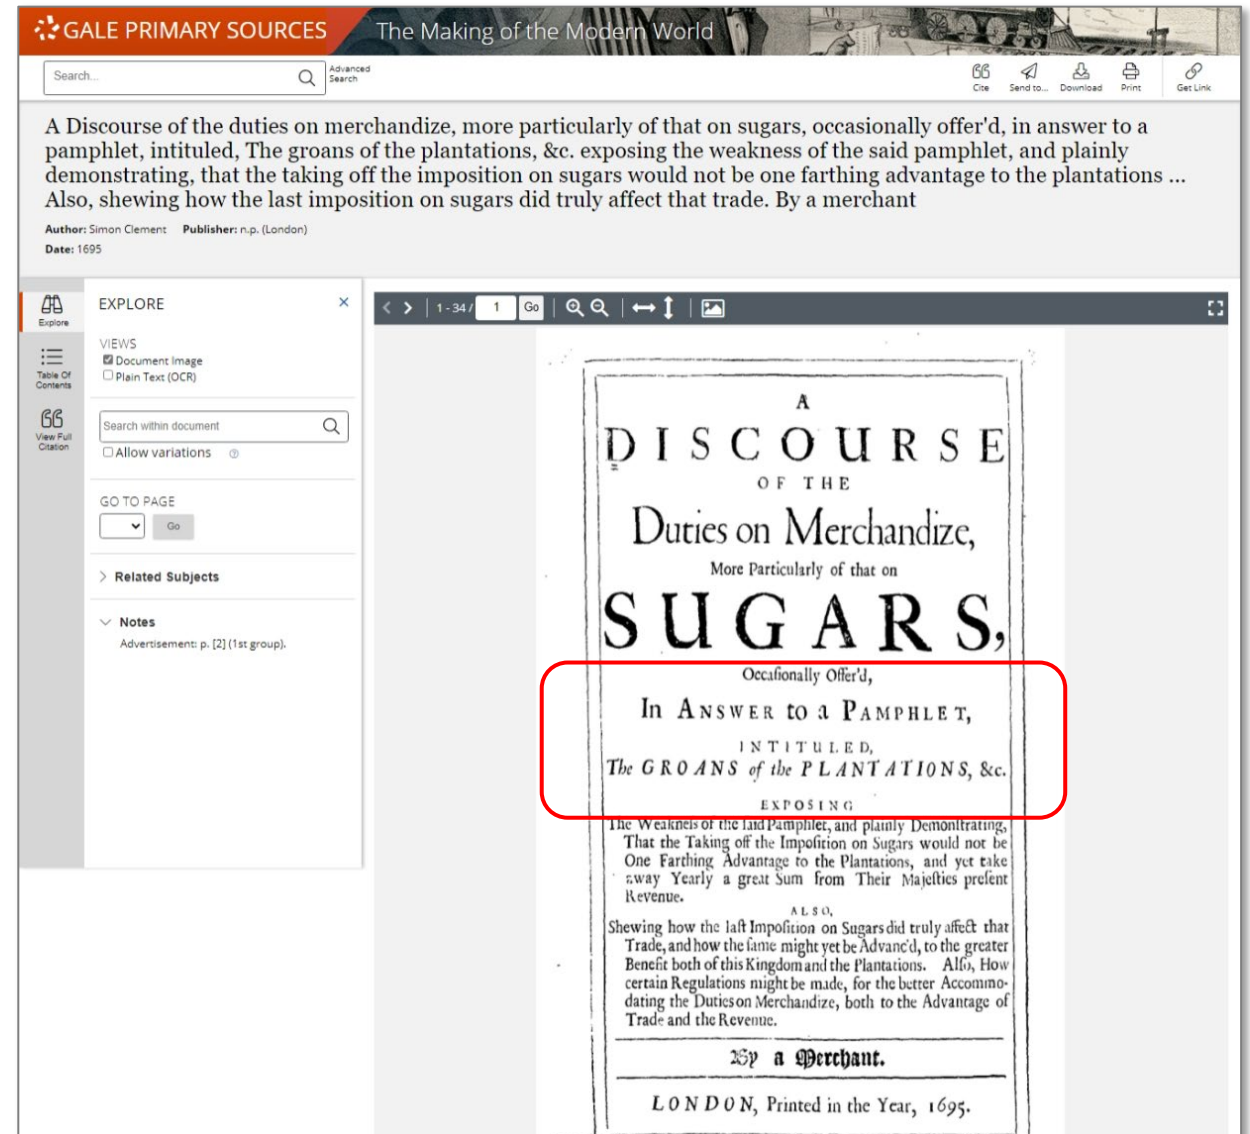 GALE PRIMARY SOURCES
The Making of the Modern World
Search...
Advanced
Search
Cite
Send to...
Download
Print
Get Link
A Discourse of the duties on merchandize, more particularly of that on sugars, occasionally offer'd, in answer to a
pamphlet, intituled, The groans of the plantations, &c. exposing the weakness of the said pamphlet, and plainly
demonstrating, that the taking off the imposition on sugars would not be one farthing advantage to the plantations ...
Also, shewing how the last imposition on sugars did truly affect that trade. By a merchant
Author: Simon Clement Publisher: n.p. (London)
Date: 1695
Explore
Table Of
Contents
View Full
Citation
EXPLORE
VIEWS
Document Image
Plain Text (OCR)
Search within document
Allow variations
GO TO PAGE
Go
Related Subjects
Notes
Advertisement: p. [2] (1st group).
1 - 34 / 1 Go
A
DISCOURSE
OF THE
Duties on Merchandize,
More Particularly of that on
SUGARS,
Occaſionally Offer'd,
In ANSWER to a PAMPHLET,
INTITULED,
The GROANS of the PLANTATIONS, &c.
EXPOSING
The Weakneſs of the ſaid Pamphlet, and plainly Demonſtrating,
That the Taking off the Impoſition on Sugars would not be
One Farthing Advantage to the Plantations, and yet take
away Yearly a great Sum from Their Majeſties preſent
Revenue.
ALSO,
Shewing how the laſt Impoſition on Sugars did truly affect that
Trade, and how the ſame might yet be Advanc'd, to the greater
Benefit both of this Kingdom and the Plantations. Alſo, How
certain Regulations might be made, for the better Accommo-
dating the Duties on Merchandize, both to the Advantage of
Trade and the Revenue.
By a Merchant.
LONDON, Printed in the Year, 1695.